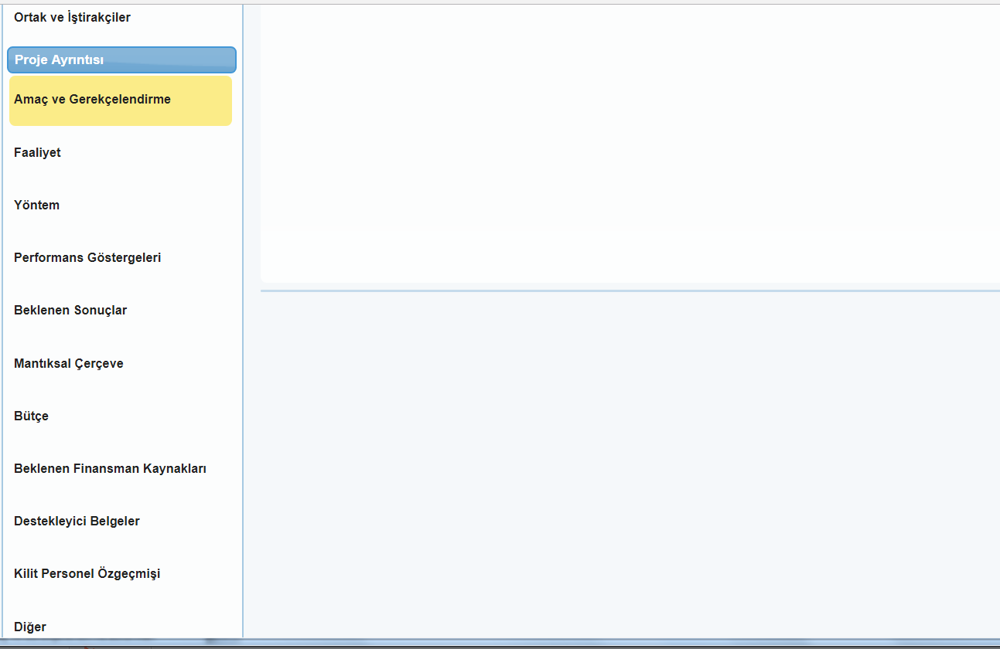 Ortak ve İştirakçiler
Proje Ayrıntısı
Amaç ve Gerekçelendirme
Faaliyet
Yöntem
Performans Göstergeleri
Beklenen Sonuçlar
Mantıksal Çerçeve
Bütçe
Beklenen Finansman Kaynakları
Destekleyici Belgeler
Kilit Personel Özgeçmişi
Diğer